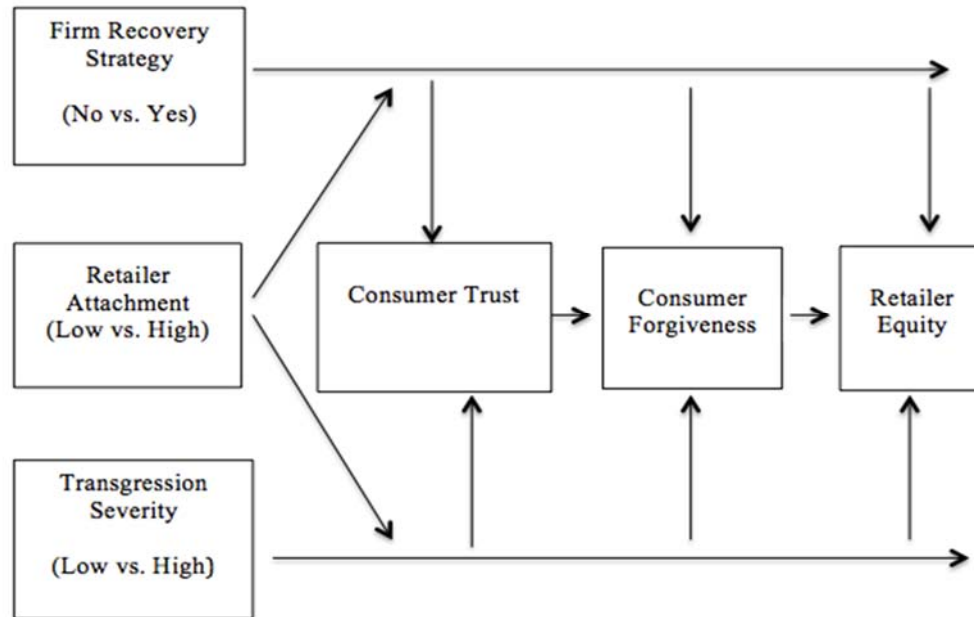 Firm Recovery
Strategy
(No vs. Yes)
Retailer
Attachment
(Low vs. High)
Consumer Trust
Consumer
Forgiveness
Retailer
Equity
Transgression
Severity
(Low vs. High)